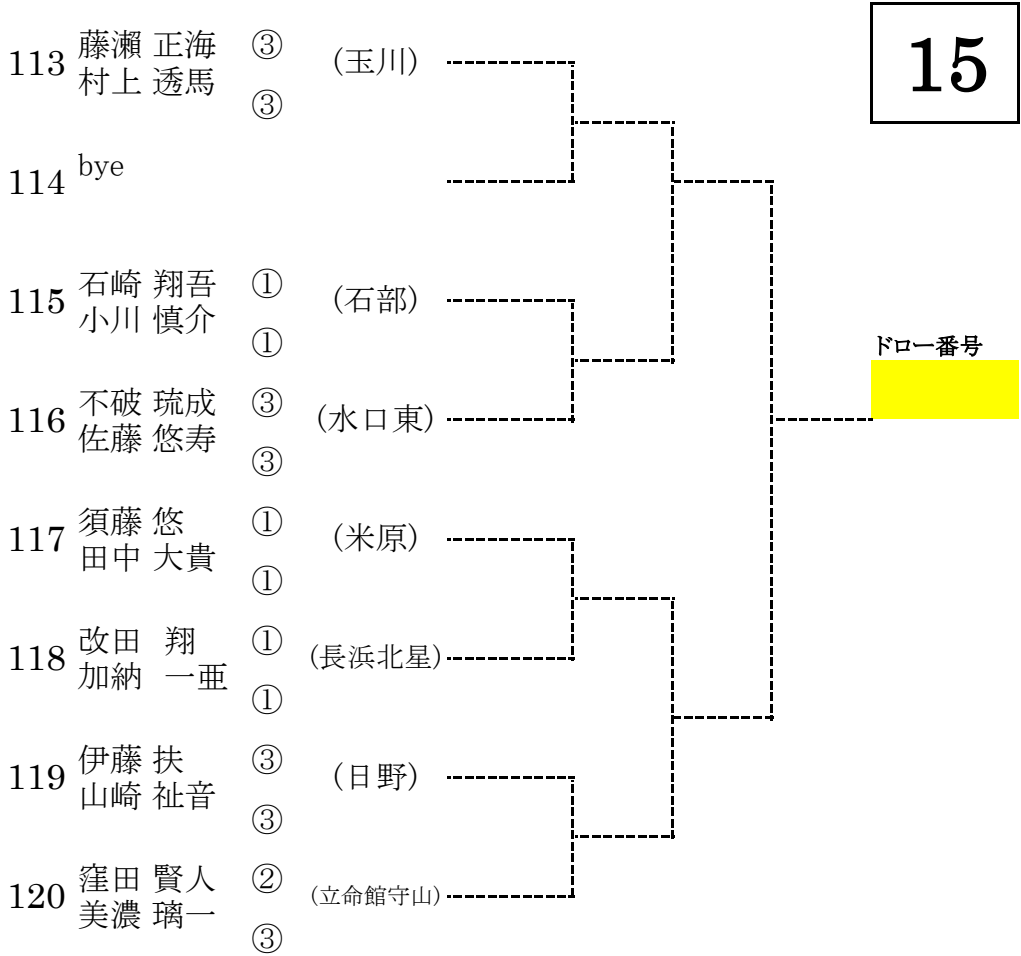 15
113 藤瀬 正海 ③ (玉川)
村上 透馬 ③
114 bye
115 石崎 翔吾 ① (石部)
小川 慎介 ①
ドロー番号
116 不破 琉成 ③ (水口東)
佐藤 悠寿 ③
117 須藤 悠 ① (米原)
田中 大貴 ①
118 改田 翔 ① (長浜北星)
加納 一亜 ①
119 伊藤 扶 ③ (日野)
山崎 祉音 ③
120 窪田 賢人 ② (立命館守山)
美濃 璃一 ③